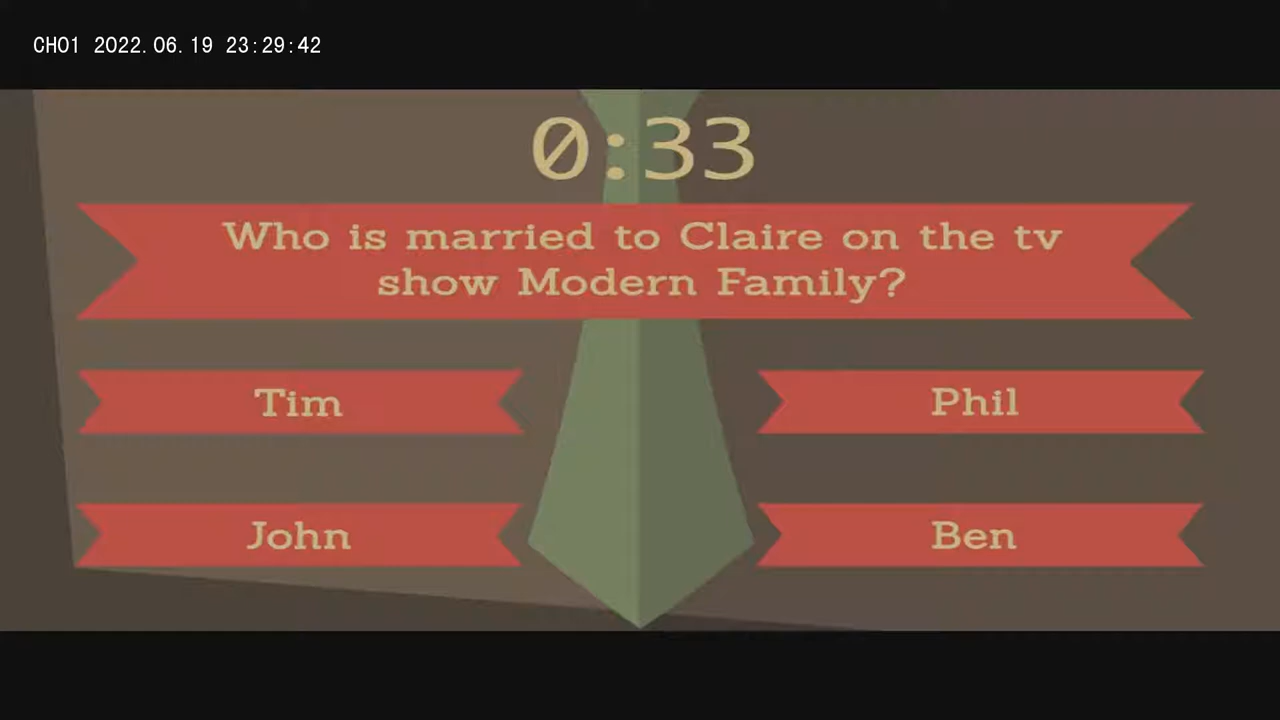 CH01 2022.06.19 23:29:42
0:33
Who is married to Claire on the tv
show Modern Family?
Tim
Phil
John
Ben